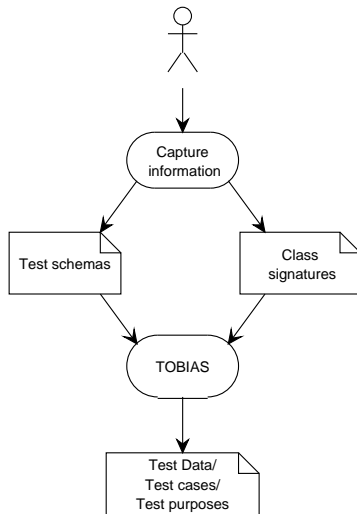 Capture
information
Test schemas
Class
signatures
TOBIAS
Test Data/
Test cases/
Test purposes